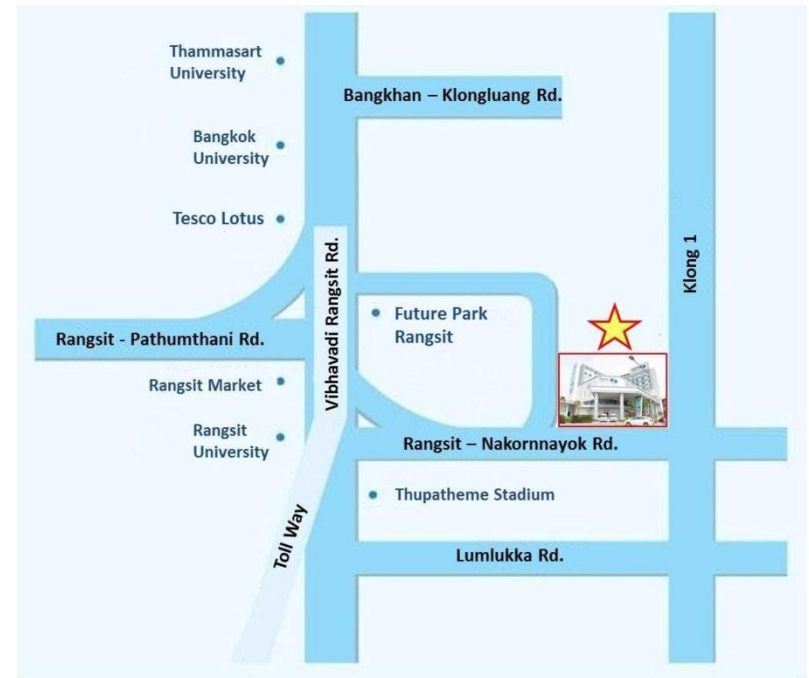 Thammasart
University
Bangkhan – Klongluang Rd.
Bangkok
University
Tesco Lotus
Klong 1
Vibhavadi Rangsit Rd.
Future Park
Rangsit
Rangsit - Pathumthani Rd.
Rangsit Market
Rangsit
University
Rangsit – Nakornnayok Rd.
Thupatheme Stadium
Toll Way
Lumlukka Rd.